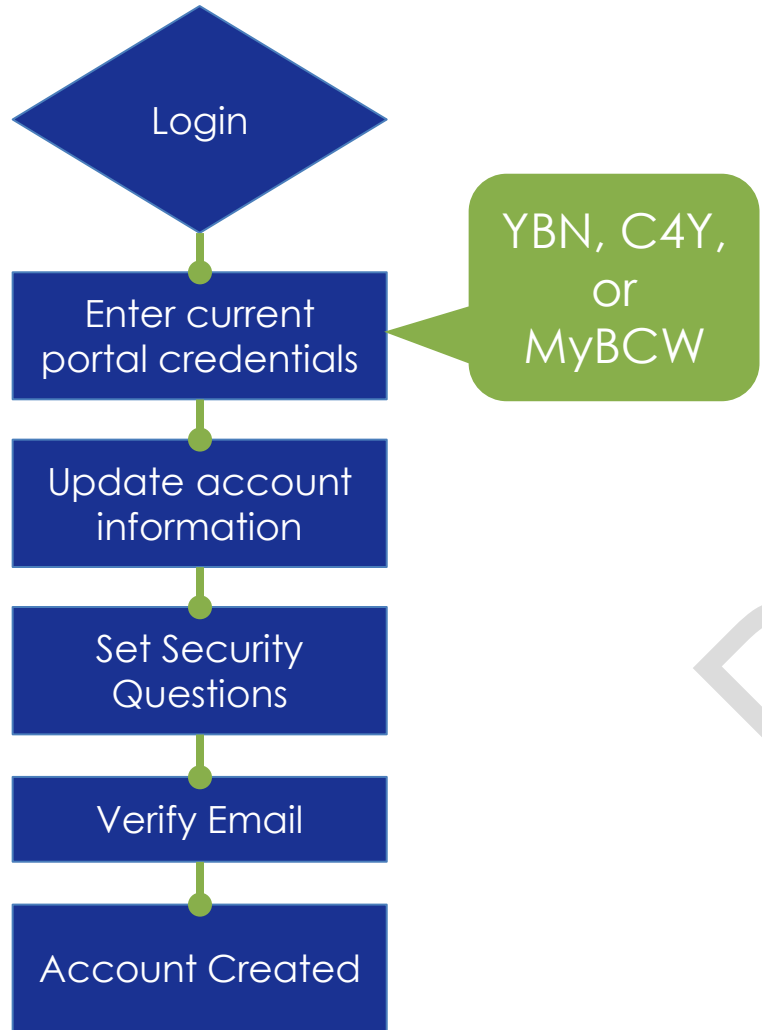 Login
Enter current
portal credentials
YBN, C4Y,
or
MyBCW
Update account
information
Set Security
Questions
Verify Email
Account Created